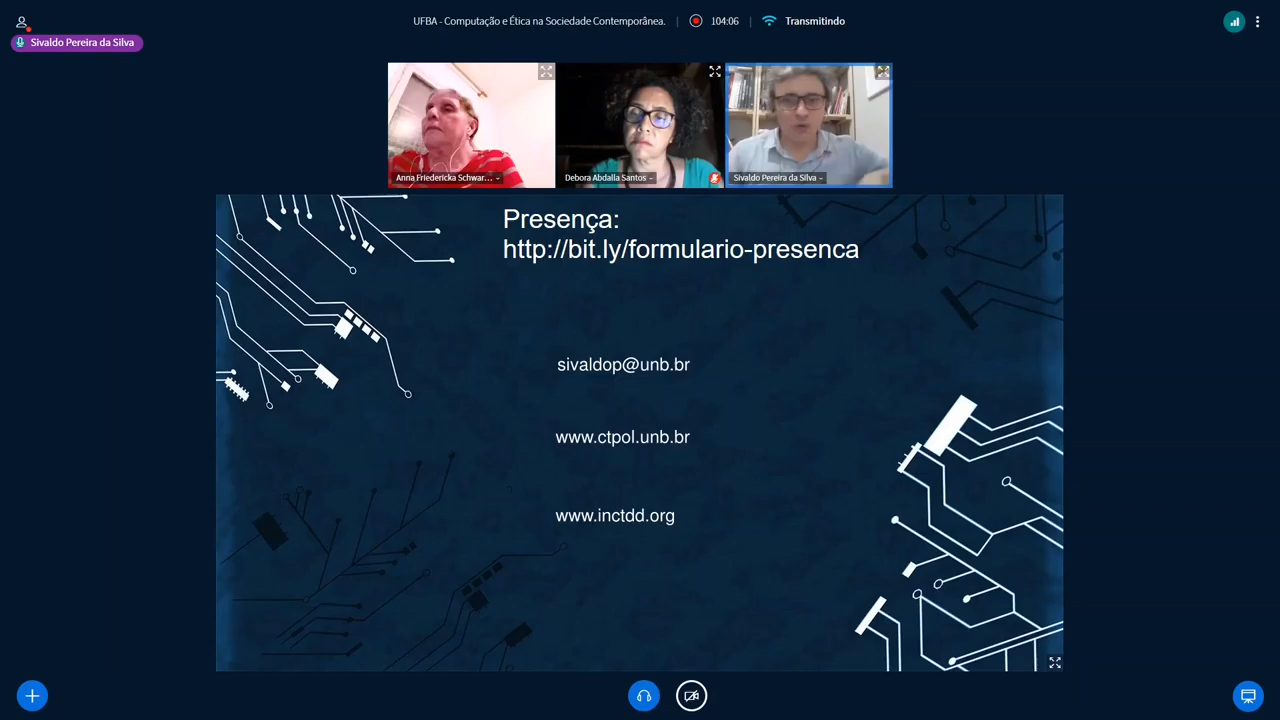 UFBA - Computação e Ética na Sociedade Contemporânea.
104:06
Transmitindo
Sivaldo Pereira da Silva
Anna Friedericka Schwar...
Debora Abdalla Santos
Sivaldo Pereira da Silva
Presença:
http://bit.ly/formulario-presenca
sivaldop@unb.br
www.ctpol.unb.br
www.inctdd.org